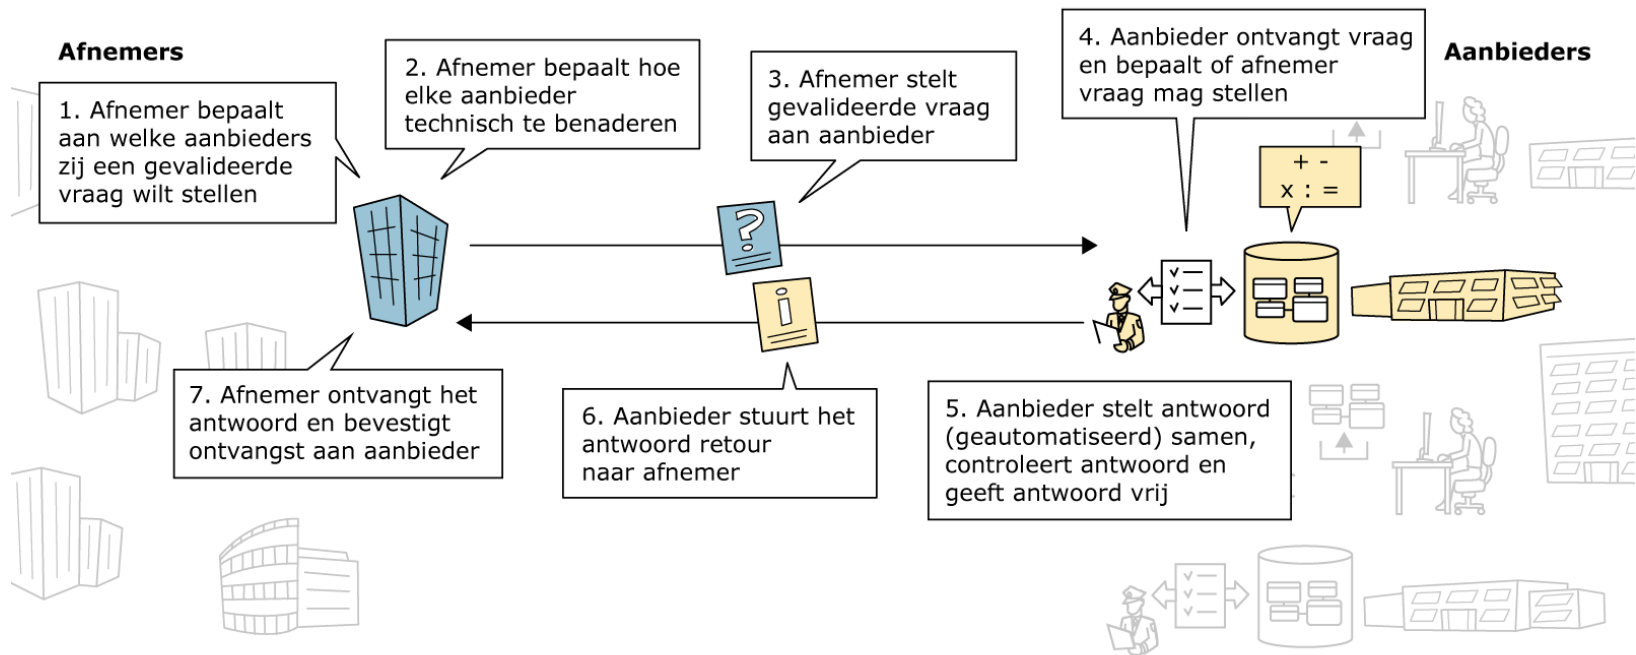 Afnemers
1. Afnemer bepaalt
aan welke aanbieders
zij een gevalideerde
vraag wilt stellen
2. Afnemer bepaalt hoe
elke aanbieder
technisch te benaderen
3. Afnemer stelt
gevalideerde vraag
aan aanbieder
4. Aanbieder ontvangt vraag
en bepaalt of afnemer
vraag mag stellen
Aanbieders
+ -
x : =
?
i
5. Aanbieder stelt antwoord
(geautomatiseerd) samen,
controleert antwoord en
geeft antwoord vrij
6. Aanbieder stuurt het
antwoord retour
naar afnemer
7. Afnemer ontvangt het
antwoord en bevestigt
ontvangst aan aanbieder